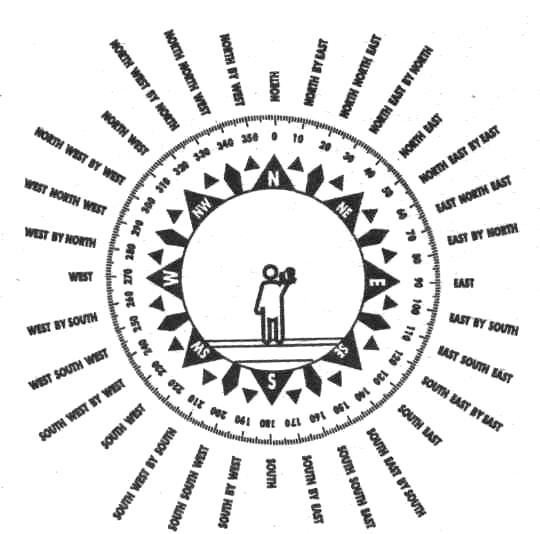 NORTH
NORTH BY EAST
NORTH NORTH EAST
NORTH EAST BY NORTH
NORTH EAST
NORTH EAST BY EAST
EAST NORTH EAST
EAST BY NORTH
EAST
EAST BY SOUTH
EAST SOUTH EAST
SOUTH EAST BY EAST
SOUTH EAST
SOUTH EAST BY SOUTH
SOUTH SOUTH EAST
SOUTH BY EAST
SOUTH
SOUTH BY WEST
SOUTH SOUTH WEST
SOUTH WEST BY SOUTH
SOUTH WEST
SOUTH WEST BY WEST
WEST SOUTH WEST
WEST BY SOUTH
WEST
WEST BY NORTH
WEST NORTH WEST
NORTH WEST BY WEST
NORTH WEST
NORTH WEST BY NORTH
NORTH NORTH WEST
NORTH BY WEST
0
10
20
30
40
50
60
70
80
90
100
110
120
130
140
150
160
170
180
190
200
210
220
230
240
250
260
270
280
290
300
310
320
330
340
350
N
NE
E
SE
S
SW
W
NW